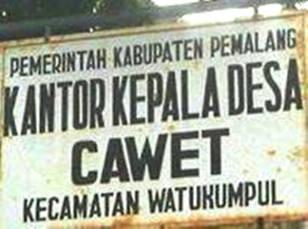 PEMERINTAH KABUPATEN PEMALANG
KANTOR KEPALA DESA
CAWET
KECAMATAN WATUKUMPUL